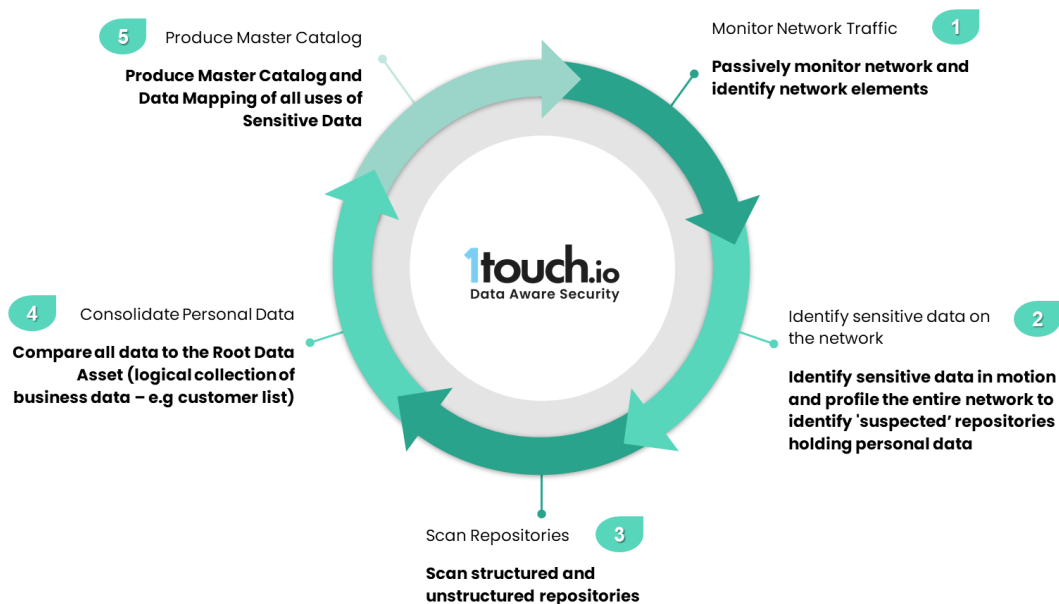 1
Monitor Network Traffic
Passively monitor network and
identify network elements
2
Identify sensitive data on
the network
Identify sensitive data in motion
and profile the entire network to
identify 'suspected’ repositories
holding personal data
3
Scan Repositories
Scan structured and
unstructured repositories
4
Consolidate Personal Data
Compare all data to the Root Data
Asset (logical collection of
business data – e.g customer list)
5
Produce Master Catalog
Produce Master Catalog and
Data Mapping of all uses of
Sensitive Data
1touch.io
Data Aware Security